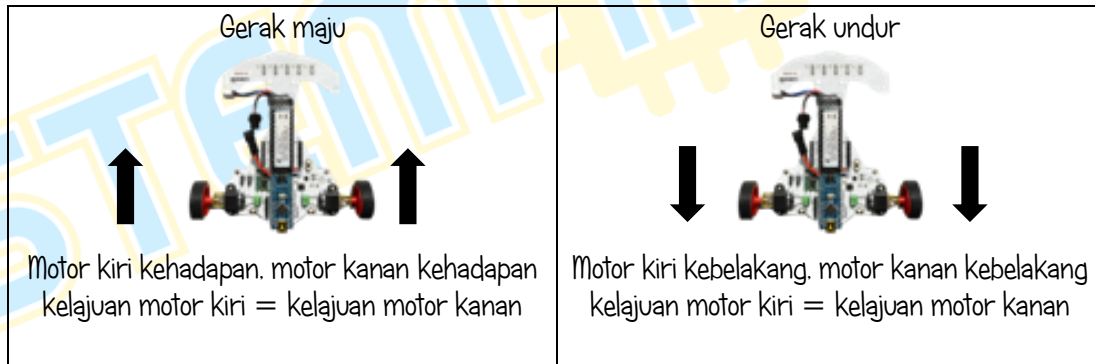 Gerak maju
Motor kiri kehadapan, motor kanan kehadapan
kelajuan motor kiri = kelajuan motor kanan
Gerak undur
Motor kiri kebelakang, motor kanan kebelakang
kelajuan motor kiri = kelajuan motor kanan